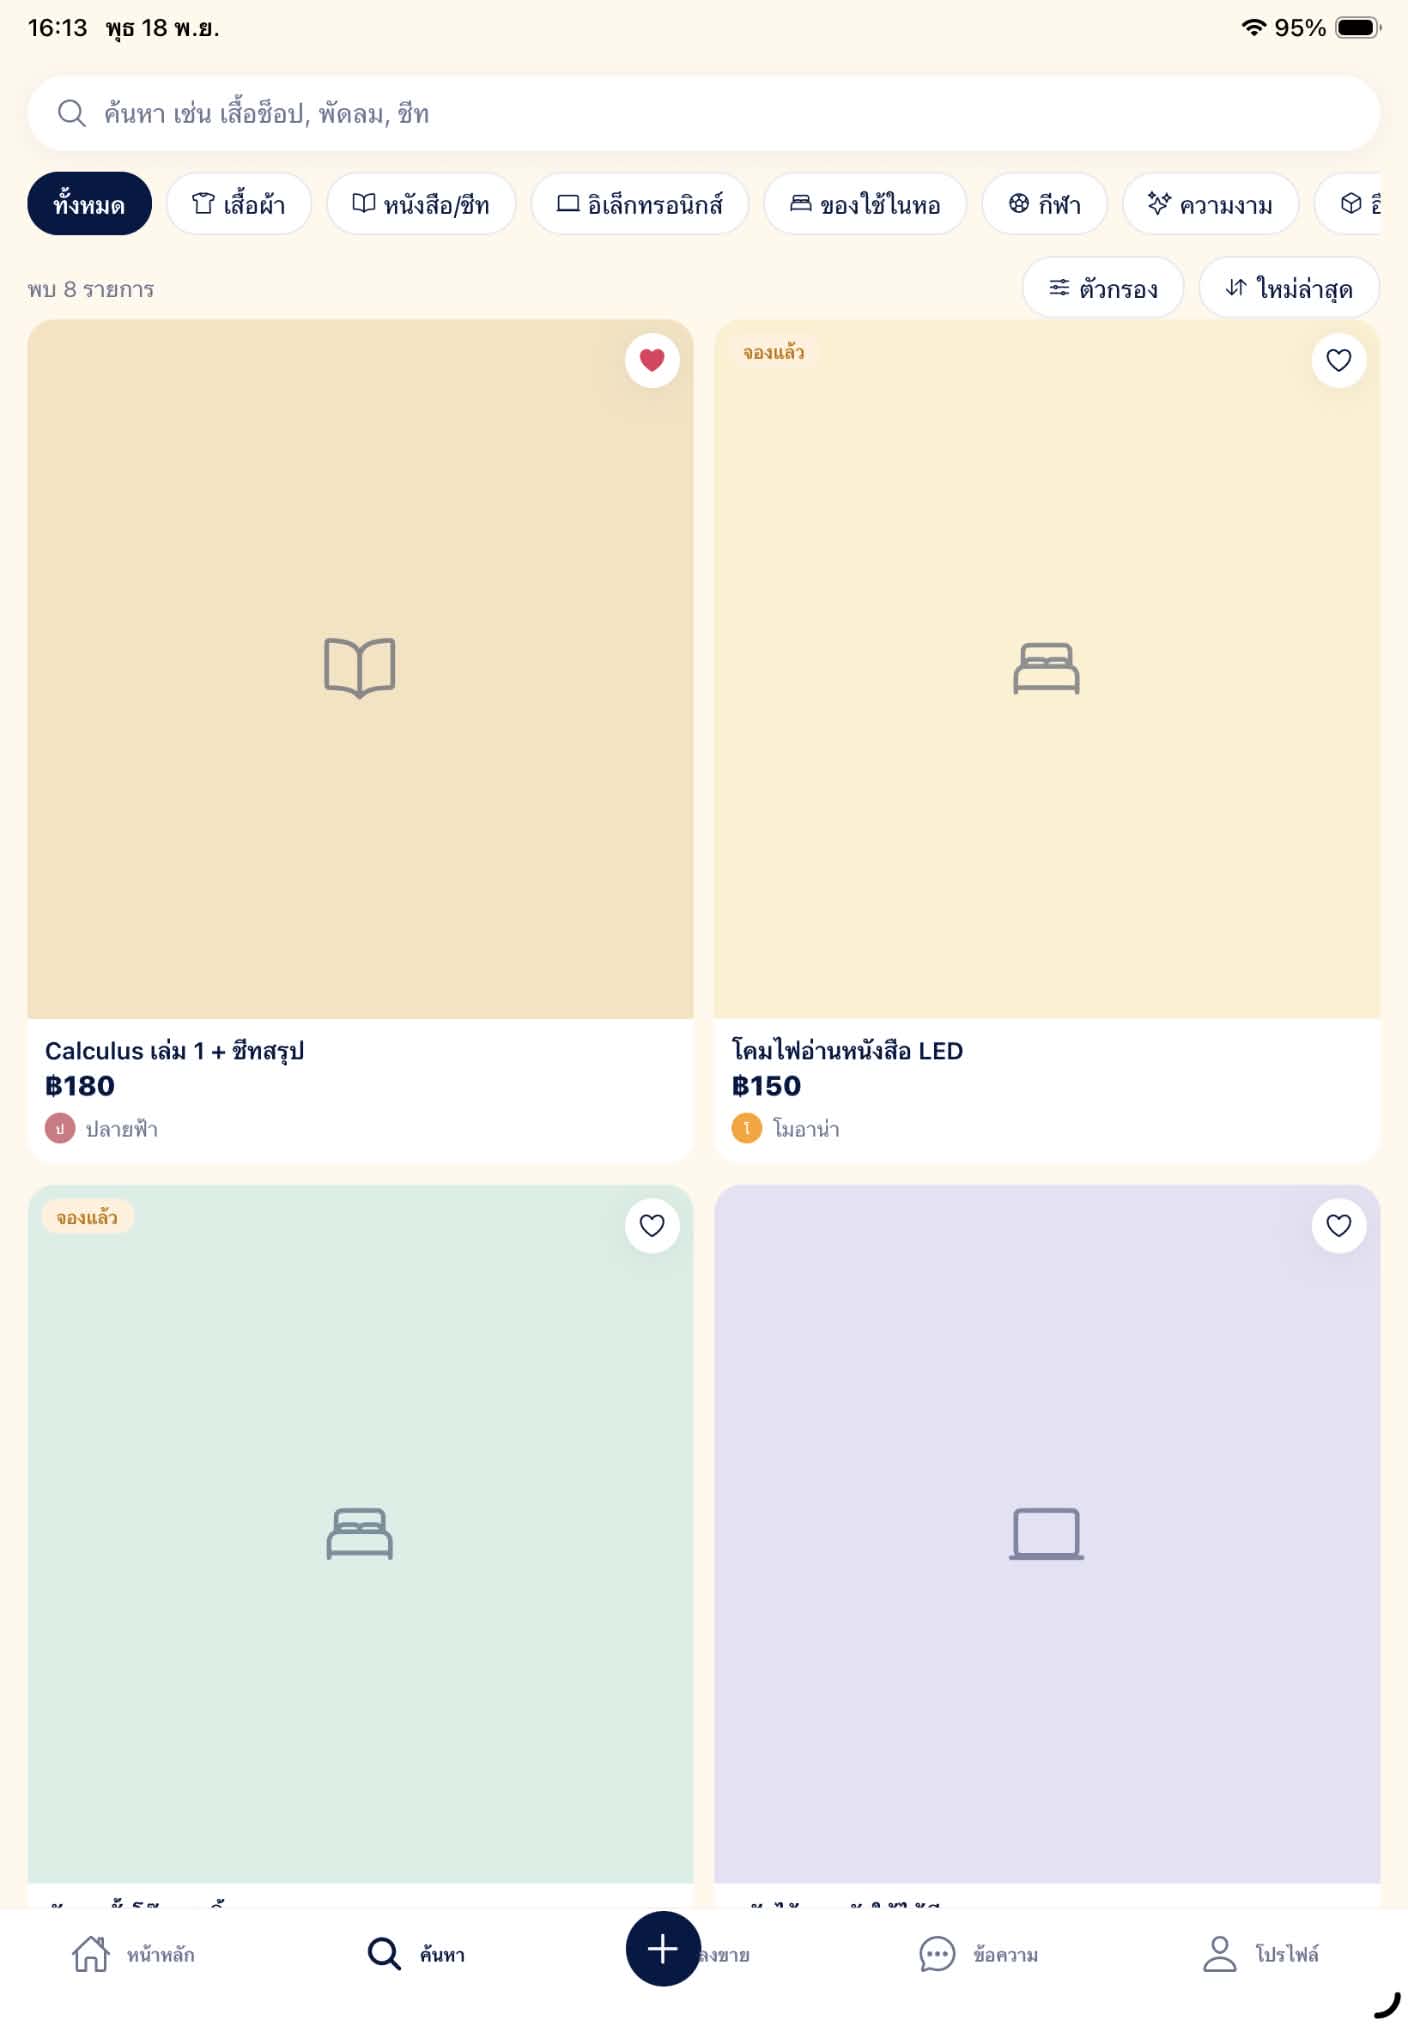 16:13 พุธ 18 พ.ย. 95%
ค้นหา เช่น เสื้อช็อป, พัดลม, ชีท
ทั้งหมด เสื้อผ้า หนังสือ/ชีท อิเล็กทรอนิกส์ ของใช้ในหอ กีฬา ความงาม
พบ 8 รายการ ตัวกรอง ใหม่ล่าสุด
จองแล้ว
Calculus เล่ม 1 + ชีทสรุป
฿180
ป ปลายฟ้า
โคมไฟอ่านหนังสือ LED
฿150
โ โมอาน่า
จองแล้ว
หน้าหลัก ค้นหา ลงขาย ข้อความ โปรไฟล์